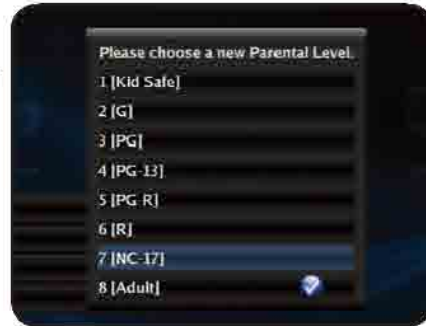 Please choose a new Parental Level.
1 [Kid Safe]
2 [G]
3 [PG]
4 [PG-13]
5 [PG-R]
6 [R]
7 [NC-17]
8 [Adult]